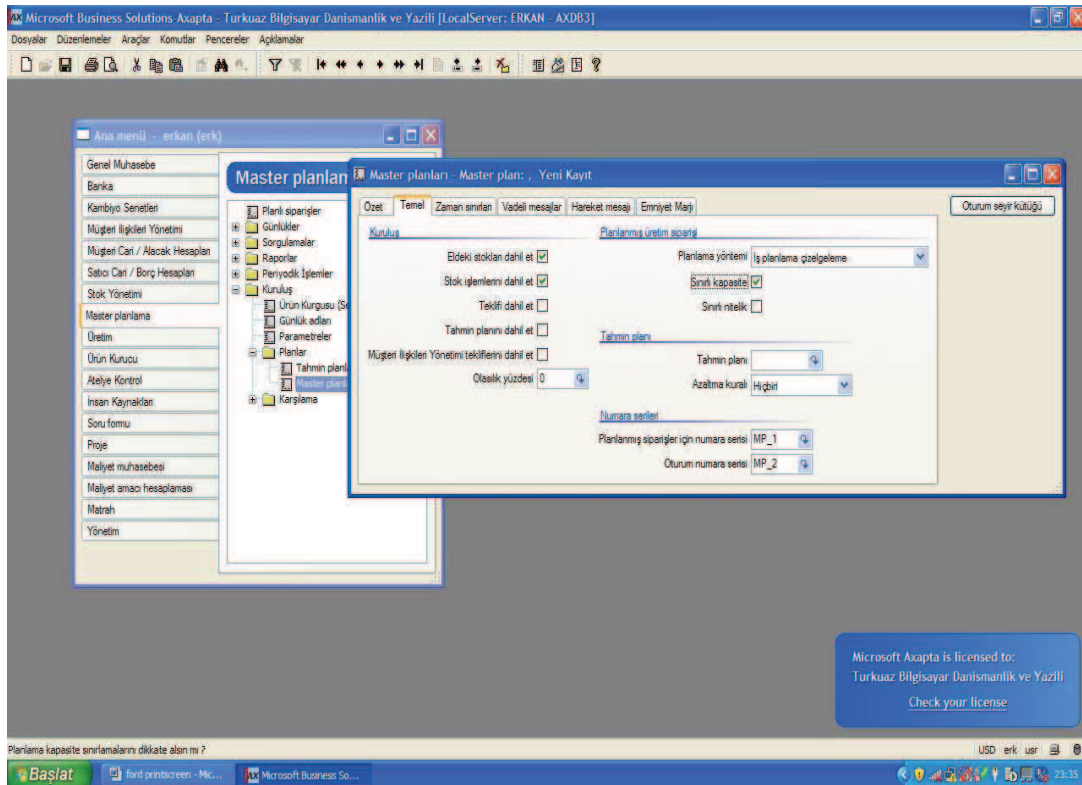 Microsoft Business Solutions-Axapta - Turkuaz Bilgisayar Danismanlik ve Yazili [LocalServer: ERKAN - AXDB3]
Dosyalar Düzenlemeler Araçlar Komutlar Pencereler Açıklamalar
Ana menü - erkan (erk)
Genel Muhasebe
Banka
Kambiyo Senetleri
Müşteri İlişkileri Yönetimi
Müşteri Cari / Alacak Hesapları
Satıcı Cari / Borç Hesapları
Stok Yönetimi
Master planlama
Üretim
Ürün Kurucu
Atelye Kontrol
İnsan Kaynakları
Soru formu
Proje
Maliyet muhasebesi
Maliyet amacı hesaplaması
Matrah
Yönetim
Master planlam
Planlı siparişler
Günlükler
Sorgulamalar
Raporlar
Periyodik İşlemler
Kuruluş
Ürün Kurgusu (Se
Günlük adları
Parametreler
Planlar
Tahmin planla
Master planla
Karşılama
Master planları - Master plan: , Yeni Kayıt
Özet Temel Zaman sınırları Vadeli mesajlar Hareket mesajı Emniyet Marjı
Oturum seyir kütüğü
Kuruluş
Eldeki stokları dahil et
Stok işlemlerini dahil et
Teklifi dahil et
Tahmin planını dahil et
Müşteri İlişkileri Yönetimi tekliflerini dahil et
Olasılık yüzdesi 0
Planlanmış üretim siparişi
Planlama yöntemi İş planlama çizelgeleme
Sınırlı kapasite
Sınırlı nitelik
Tahmin planı
Tahmin planı
Azaltma kuralı Hiçbiri
Numara serileri
Planlanmış siparişler için numara serisi MP_1
Oturum numara serisi MP_2
Microsoft Axapta is licensed to:
Turkuaz Bilgisayar Danismanlik ve Yazili
Check your license
Planlama kapasite sınırlamalarını dikkate alsın mı ?
USD erk usr
Başlat
ford printscreen - Mic...
Microsoft Business So...
23:35